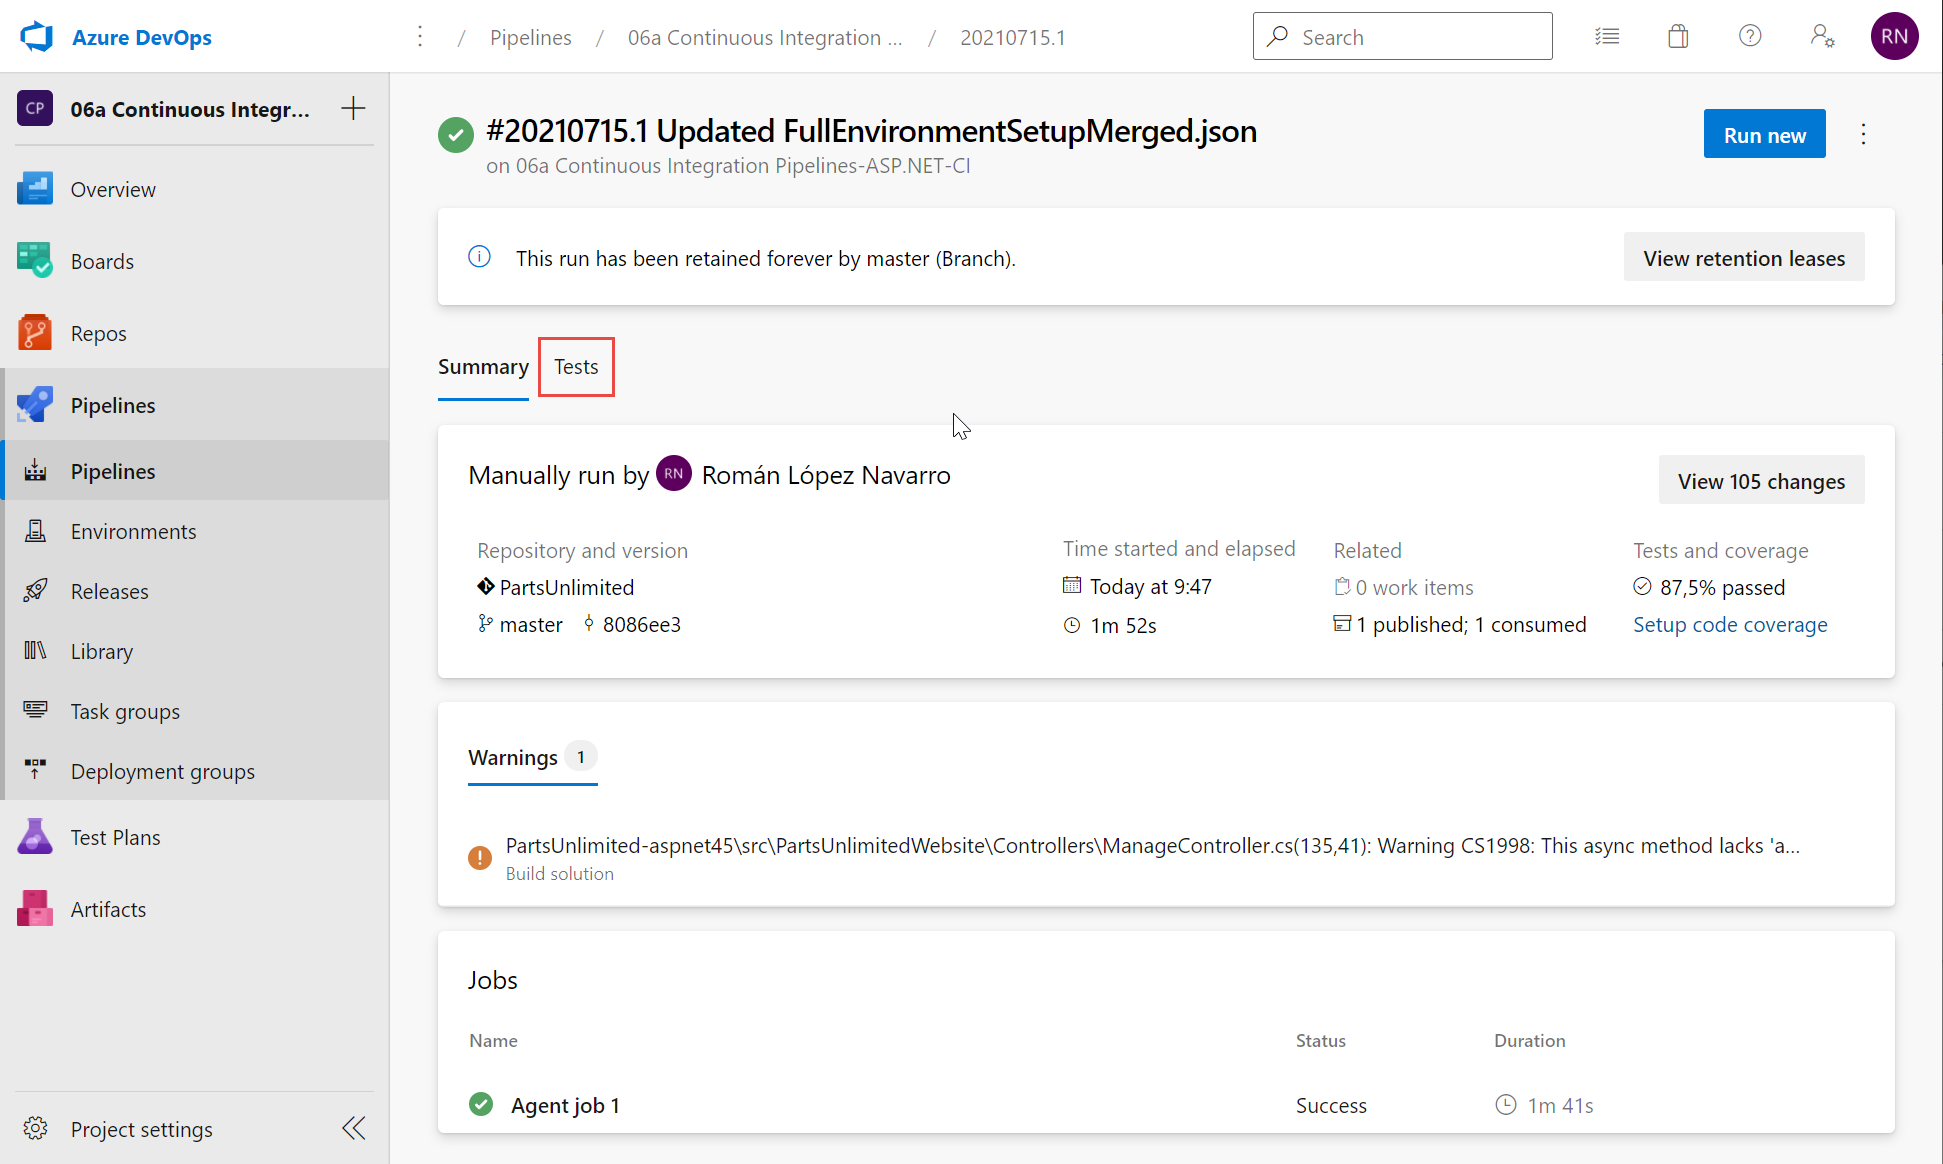 Azure DevOps
/ Pipelines / 06a Continuous Integration ... / 20210715.1
Search
RN
CP
06a Continuous Integr...
Overview
Boards
Repos
Pipelines
Pipelines
Environments
Releases
Library
Task groups
Deployment groups
Test Plans
Artifacts
Project settings
#20210715.1 Updated FullEnvironmentSetupMerged.json
on 06a Continuous Integration Pipelines-ASP.NET-CI
Run new
This run has been retained forever by master (Branch).
View retention leases
Summary
Tests
Manually run by RN Román López Navarro
View 105 changes
Repository and version
PartsUnlimited
master 8086ee3
Time started and elapsed
Today at 9:47
1m 52s
Related
0 work items
1 published; 1 consumed
Tests and coverage
87,5% passed
Setup code coverage
Warnings 1
PartsUnlimited-aspnet45\src\PartsUnlimitedWebsite\Controllers\ManageController.cs(135,41): Warning CS1998: This async method lacks 'a...
Build solution
Jobs
Name Status Duration
Agent job 1 Success 1m 41s